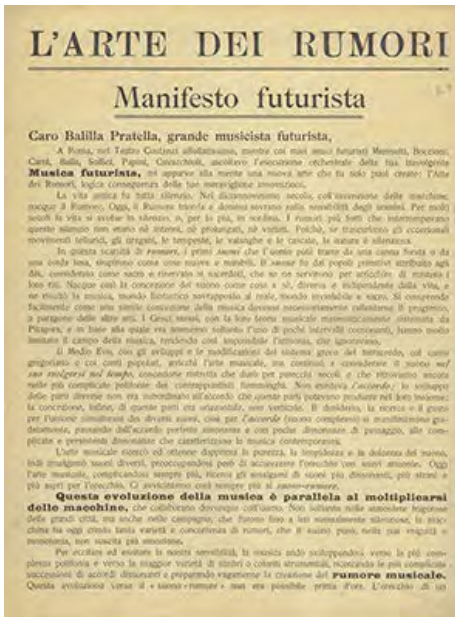 L'ARTE DEI RUMORI
Manifesto futurista
Caro Balilla Pratella, grande musicista futurista,
A Roma, nel Teatro Costanzi affollatissimo, mentre coi miei amici futuristi Marinetti, Boccioni,
Carrà, Balla, Soffici, Papini, Cavacchioli, ascoltavo l'esecuzione orchestrale della tua travolgente
Musica futurista, mi apparve alla mente una nuova arte che tu solo puoi creare: l'Arte
dei Rumori, logica conseguenza delle tue meravigliose innovazioni.
La vita antica fu tutta silenzio. Nel diciannovesimo secolo, coll'invenzione delle macchine,
nacque il Rumore. Oggi, il Rumore trionfa e domina sovrano sulla sensibilità degli uomini. Per molti
secoli la vita si svolse in silenzio, o, per lo più, in sordina. I rumori più forti che interrompevano
questo silenzio non erano nè intensi, nè prolungati, nè variati. Poichè, se trascuriamo gli eccezionali
movimenti tellurici, gli uragani, le tempeste, le valanghe e le cascate, la natura è silenziosa.
In questa scarsità di rumori, i primi suoni che l'uomo potè trarre da una canna forata o da
una corda tesa, stupirono come cose nuove e mirabili. Il suono fu dai popoli primitivi attribuito agli
dèi, considerato come sacro e riservato ai sacerdoti, che se ne servirono per arricchire di mistero i
loro riti. Nacque così la concezione del suono come cosa a sè, diversa e indipendente dalla vita, e
ne risultò la musica, mondo fantastico sovrapposto al reale, mondo inviolabile e sacro. Si comprende
facilmente come una simile concezione della musica dovesse necessariamente rallentarne il progresso,
a paragone delle altre arti. I Greci stessi, con la loro teoria musicale matematicamente sistemata da
Pitagora, e in base alla quale era ammesso soltanto l'uso di pochi intervalli consonanti, hanno molto
limitato il campo della musica, rendendo così impossibile l'armonia, che ignoravano.
Il Medio Evo, con gli sviluppi e le modificazioni del sistema greco del tetracordo, col canto
gregoriano e coi canti popolari, arricchì l'arte musicale, ma continuò a considerare il suono nel
suo svolgersi nel tempo, concezione ristretta che durò per parecchi secoli e che ritroviamo ancora
nelle più complicate polifonie dei contrappuntisti fiamminghi. Non esisteva l'accordo; lo sviluppo
delle parti diverse non era subordinato all'accordo che queste parti potevano produrre nel loro insieme;
la concezione, infine, di queste parti era orizzontale, non verticale. Il desiderio, la ricerca e il gusto
per l'unione simultanea dei diversi suoni, cioè per l'accordo (suono complesso) si manifestarono gra-
datamente, passando dall'accordo perfetto assonante e con poche dissonanze di passaggio, alle com-
plicate e persistenti dissonanze che caratterizzano la musica contemporanea.
L'arte musicale ricercò ed ottenne dapprima la purezza, la limpidezza e la dolcezza del suono,
indi amalgamò suoni diversi, preoccupandosi però di accarezzare l'orecchio con soavi armonie. Oggi
l'arte musicale, complicandosi sempre più, ricerca gli amalgami di suoni più dissonanti, più strani e
più aspri per l'orecchio. Ci avviciniamo così sempre più al suono-rumore.
Questa evoluzione della musica è parallela al moltiplicarsi
delle macchine, che collaborano dovunque coll'uomo. Non soltanto nelle atmosfere fragorose
delle grandi città, ma anche nelle campagne, che furono fino a ieri normalmente silenziose, la mac-
china ha oggi creato tanta varietà e concorrenza di rumori, che il suono puro, nella sua esiguità e
monotonia, non suscita più emozione.
Per eccitare ed esaltare la nostra sensibilità, la musica andò sviluppandosi verso la più com-
plessa polifonia e verso la maggior varietà di timbri o coloriti strumentali, ricercando le più complicate
successioni di accordi dissonanti e preparando vagamente la creazione del rumore musicale.
Questa evoluzione verso il « suono-rumore » non era possibile prima d'ora. L'orecchio di un